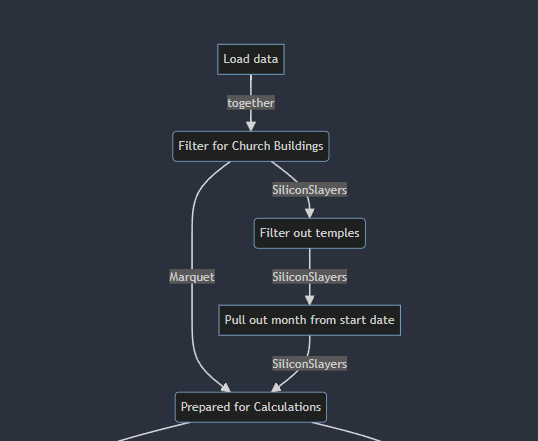 Load data
together
Filter for Church Buildings
SiliconSlayers
Filter out temples
Marquet
SiliconSlayers
Pull out month from start date
SiliconSlayers
Prepared for Calculations